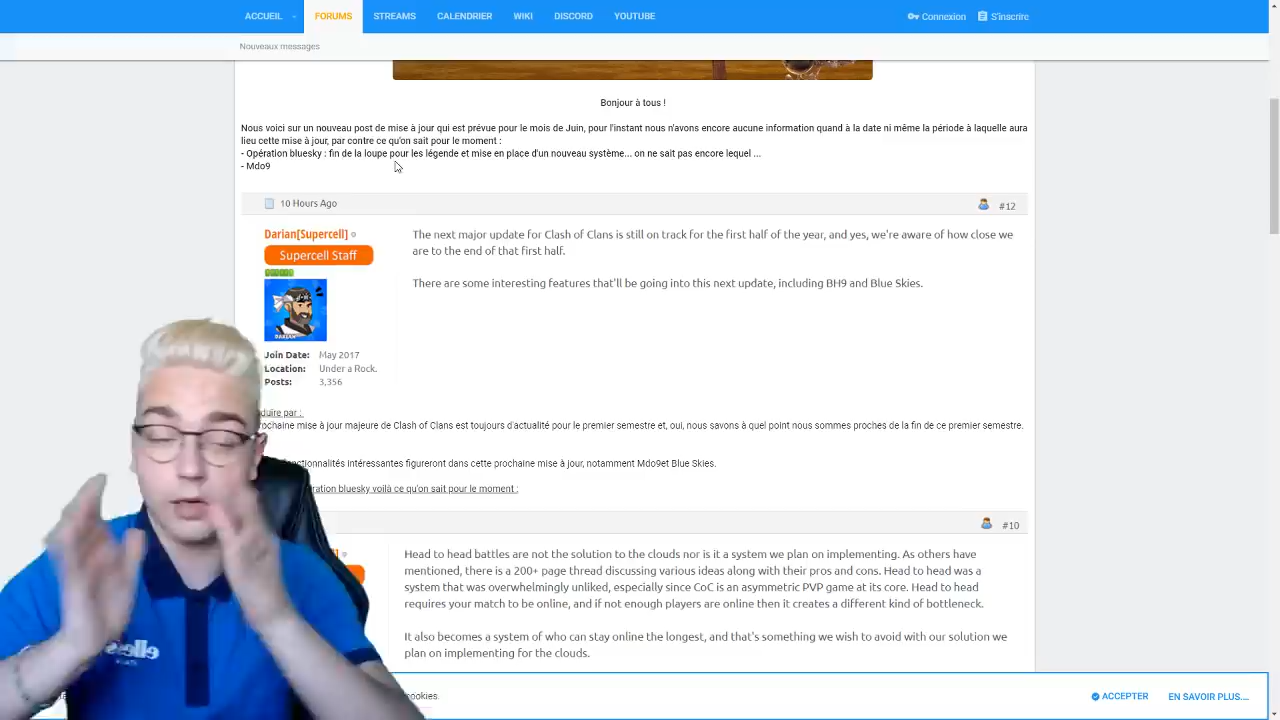 ACCUEIL
FORUMS
STREAMS
CALENDRIER
WIKI
DISCORD
YOUTUBE
Connexion
S'inscrire
Nouveaux messages
Bonjour à tous !
Nous voici sur un nouveau post de mise à jour qui est prévue pour le mois de Juin, pour l'instant nous n'avons encore aucune information quand à la date ni même la période à laquelle aura
lieu cette mise à jour, par contre ce qu'on sait pour le moment :
- Opération bluesky : fin de la loupe pour les légende et mise en place d'un nouveau système... on ne sait pas encore lequel ...
- Mdo9
10 Hours Ago
#12
Darian[Supercell]
Supercell Staff
DARIAN
Join Date: May 2017
Location: Under a Rock.
Posts: 3,356
The next major update for Clash of Clans is still on track for the first half of the year, and yes, we're aware of how close we
are to the end of that first half.
There are some interesting features that'll be going into this next update, including BH9 and Blue Skies.
duire par :
rochaine mise à jour majeure de Clash of Clans est toujours d'actualité pour le premier semestre et, oui, nous savons à quel point nous sommes proches de la fin de ce premier semestre.
nctionnalités intéressantes figureront dans cette prochaine mise à jour, notamment Mdo9et Blue Skies.
ration bluesky voilà ce qu'on sait pour le moment :
#10
Head to head battles are not the solution to the clouds nor is it a system we plan on implementing. As others have
mentioned, there is a 200+ page thread discussing various ideas along with their pros and cons. Head to head was a
system that was overwhelmingly unliked, especially since CoC is an asymmetric PVP game at its core. Head to head
requires your match to be online, and if not enough players are online then it creates a different kind of bottleneck.
It also becomes a system of who can stay online the longest, and that's something we wish to avoid with our solution we
plan on implementing for the clouds.
cookies.
ACCEPTER
EN SAVOIR PLUS....